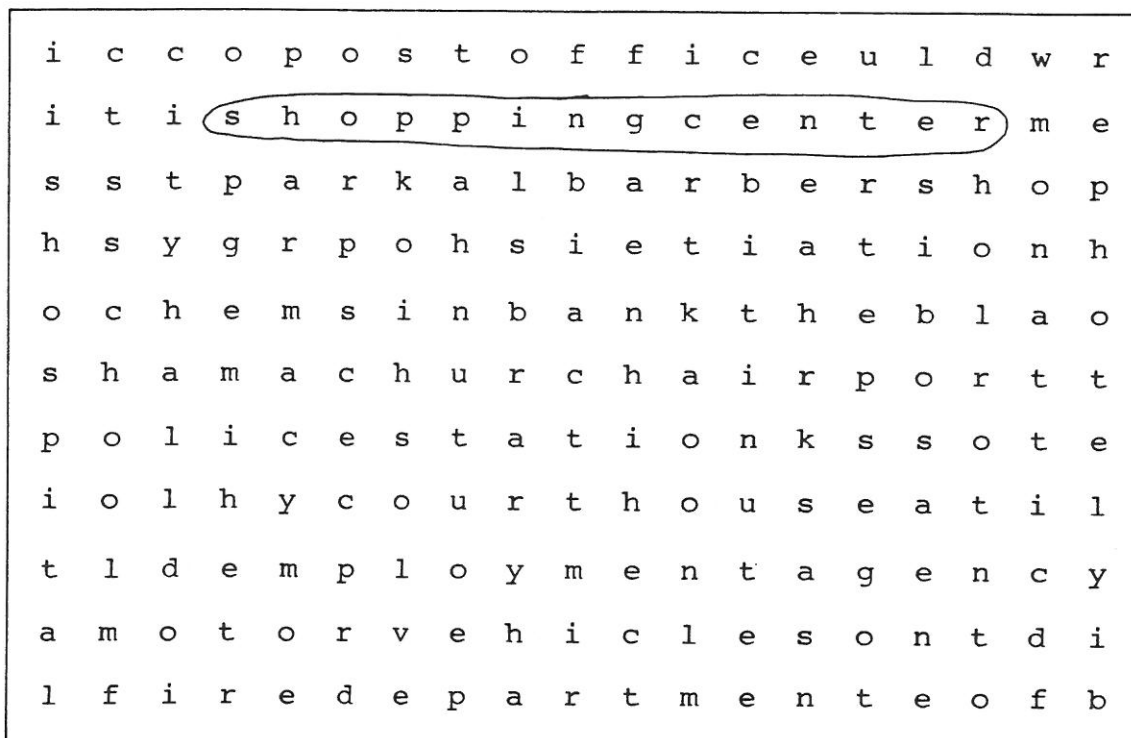 i c c o p o s t o f f i c e u l d w r
i t i s h o p p i n g c e n t e r m e
s s t p a r k a l b a r b e r s h o p
h s y g r p o h s i e t i a t i o n h
o c h e m s i n b a n k t h e b l a o
s h a m a c h u r c h a i r p o r t t
p o l i c e s t a t i o n k s s o t e
i o l h y c o u r t h o u s e a t i l
t l d e m p l o y m e n t a g e n c y
a m o t o r v e h i c l e s o n t d i
l f i r e d e p a r t m e n t e o f b